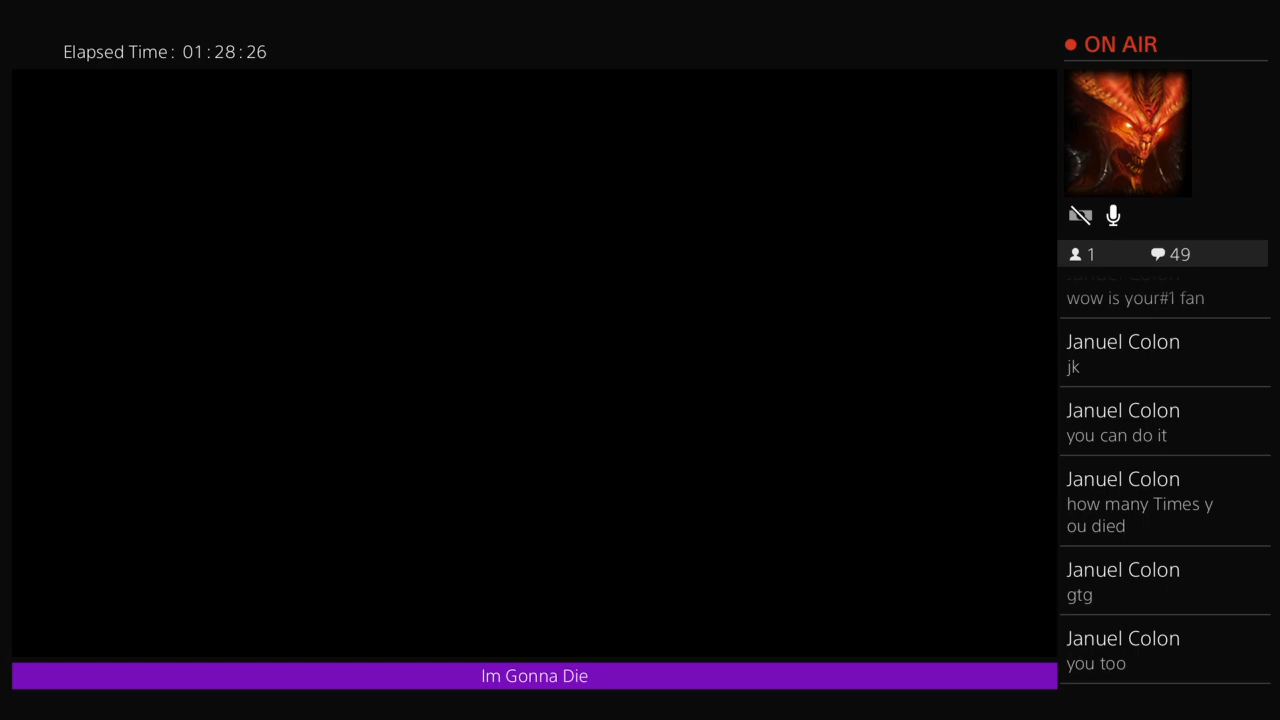 Elapsed Time: 01:28:26
ON AIR
1 49
Januel Colon
wow is your#1 fan
Januel Colon
jk
Januel Colon
you can do it
Januel Colon
how many Times y
ou died
Januel Colon
gtg
Januel Colon
you too
Im Gonna Die